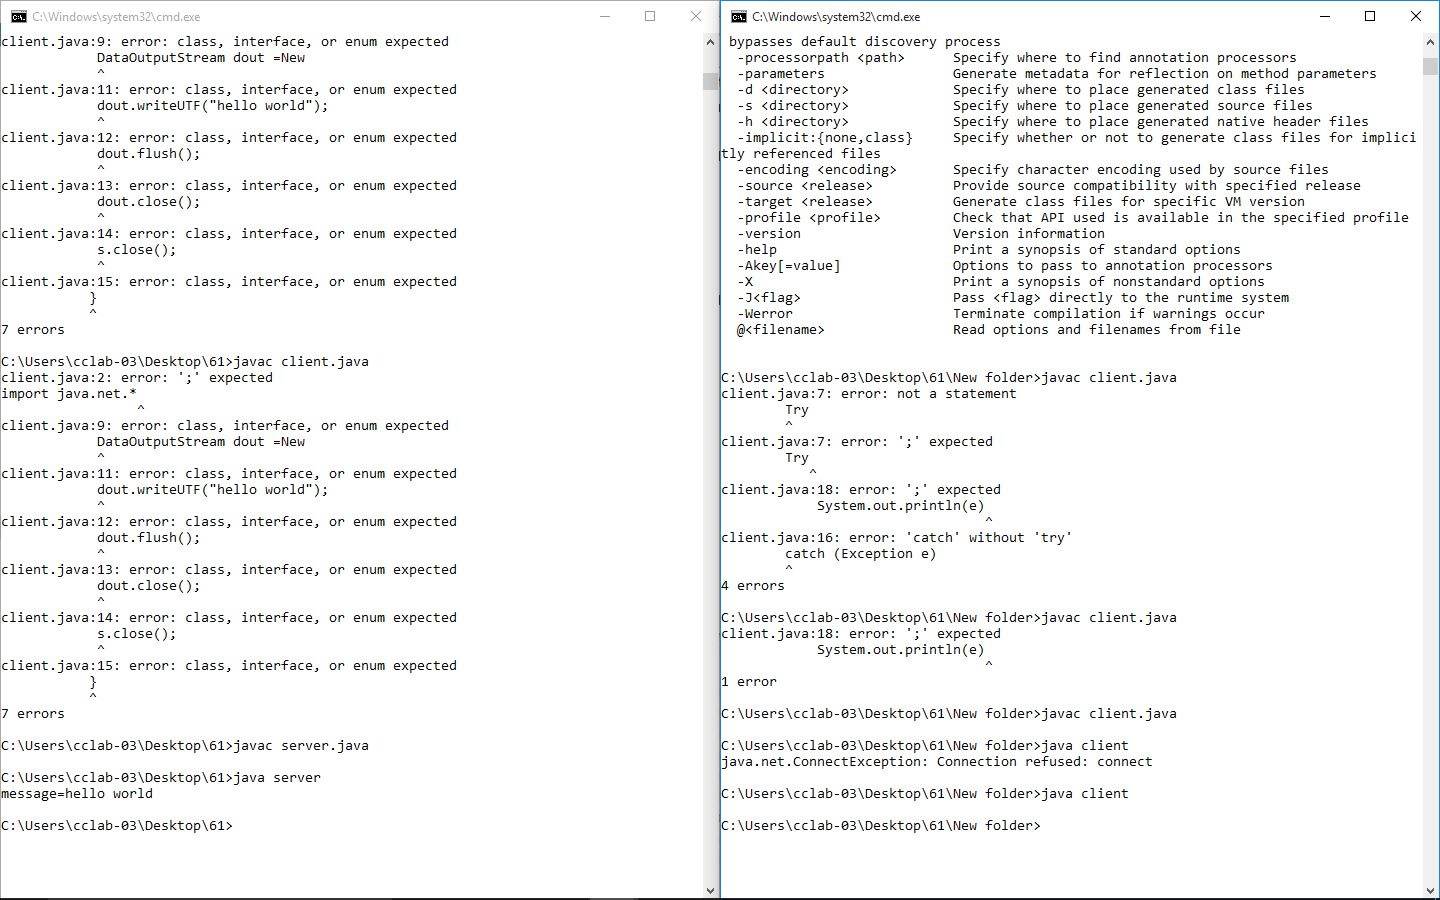 C:\Windows\system32\cmd.exe
client.java:9: error: class, interface, or enum expected
            DataOutputStream dout =New
            ^
client.java:11: error: class, interface, or enum expected
            dout.writeUTF("hello world");
            ^
client.java:12: error: class, interface, or enum expected
            dout.flush();
            ^
client.java:13: error: class, interface, or enum expected
            dout.close();
            ^
client.java:14: error: class, interface, or enum expected
            s.close();
            ^
client.java:15: error: class, interface, or enum expected
           }
           ^
7 errors
C:\Users\cclab-03\Desktop\61>javac client.java
client.java:2: error: ';' expected
import java.net.*
                 ^
client.java:9: error: class, interface, or enum expected
            DataOutputStream dout =New
            ^
client.java:11: error: class, interface, or enum expected
            dout.writeUTF("hello world");
            ^
client.java:12: error: class, interface, or enum expected
            dout.flush();
            ^
client.java:13: error: class, interface, or enum expected
            dout.close();
            ^
client.java:14: error: class, interface, or enum expected
            s.close();
            ^
client.java:15: error: class, interface, or enum expected
           }
           ^
7 errors
C:\Users\cclab-03\Desktop\61>javac server.java
C:\Users\cclab-03\Desktop\61>java server
message=hello world
C:\Users\cclab-03\Desktop\61>
C:\Windows\system32\cmd.exe
 bypasses default discovery process
  -processorpath <path>      Specify where to find annotation processors
  -parameters                Generate metadata for reflection on method parameters
  -d <directory>             Specify where to place generated class files
  -s <directory>             Specify where to place generated source files
  -h <directory>             Specify where to place generated native header files
  -implicit:{none,class}     Specify whether or not to generate class files for implici
tly referenced files
  -encoding <encoding>       Specify character encoding used by source files
  -source <release>          Provide source compatibility with specified release
  -target <release>          Generate class files for specific VM version
  -profile <profile>         Check that API used is available in the specified profile
  -version                   Version information
  -help                      Print a synopsis of standard options
  -Akey[=value]              Options to pass to annotation processors
  -X                         Print a synopsis of nonstandard options
  -J<flag>                   Pass <flag> directly to the runtime system
  -Werror                    Terminate compilation if warnings occur
  @<filename>                Read options and filenames from file
C:\Users\cclab-03\Desktop\61\New folder>javac client.java
client.java:7: error: not a statement
        Try
        ^
client.java:7: error: ';' expected
        Try
           ^
client.java:18: error: ';' expected
            System.out.println(e)
                                 ^
client.java:16: error: 'catch' without 'try'
        catch (Exception e)
        ^
4 errors
C:\Users\cclab-03\Desktop\61\New folder>javac client.java
client.java:18: error: ';' expected
            System.out.println(e)
                                 ^
1 error
C:\Users\cclab-03\Desktop\61\New folder>javac client.java
C:\Users\cclab-03\Desktop\61\New folder>java client
java.net.ConnectException: Connection refused: connect
C:\Users\cclab-03\Desktop\61\New folder>java client
C:\Users\cclab-03\Desktop\61\New folder>